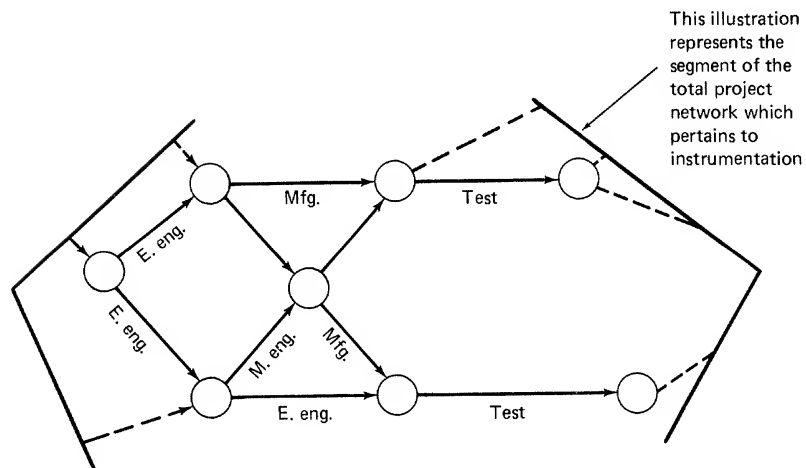 This illustration
represents the
segment of the
total project
network which
pertains to
instrumentation
Mfg.
Test
E. eng.
E. eng.
M. eng.
Mfg.
E. eng.
Test